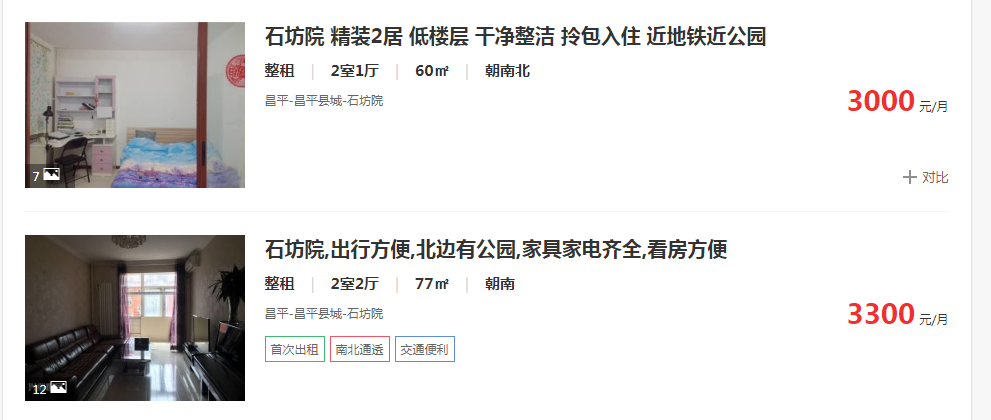 石坊院 精装2居 低楼层 干净整洁 拎包入住 近地铁近公园
整租 | 2室1厅 | 60㎡ | 朝南北
昌平-昌平县城-石坊院
3000 元/月
7
对比
石坊院,出行方便,北边有公园,家具家电齐全,看房方便
整租 | 2室2厅 | 77㎡ | 朝南
昌平-昌平县城-石坊院
3300 元/月
首次出租 南北通透 交通便利
12